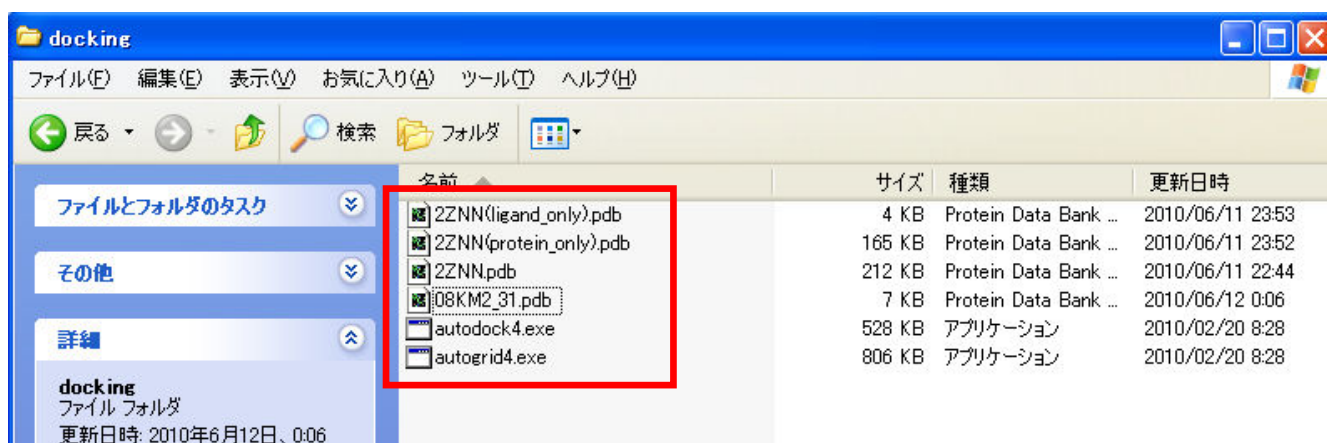 docking
ファイル(F) 編集(E) 表示(V) お気に入り(A) ツール(T) ヘルプ(H)
戻る 検索 フォルダ
名前 サイズ 種類 更新日時
ファイルとフォルダのタスク
2ZNN(ligand_only).pdb 4 KB Protein Data Bank ... 2010/06/11 23:53
2ZNN(protein_only).pdb 165 KB Protein Data Bank ... 2010/06/11 23:52
その他
2ZNN.pdb 212 KB Protein Data Bank ... 2010/06/11 22:44
08KM2_31.pdb 7 KB Protein Data Bank ... 2010/06/12 0:06
詳細
autodock4.exe 528 KB アプリケーション 2010/02/20 8:28
autogrid4.exe 806 KB アプリケーション 2010/02/20 8:28
docking
ファイル フォルダ
更新日時: 2010年6月12日、0:06